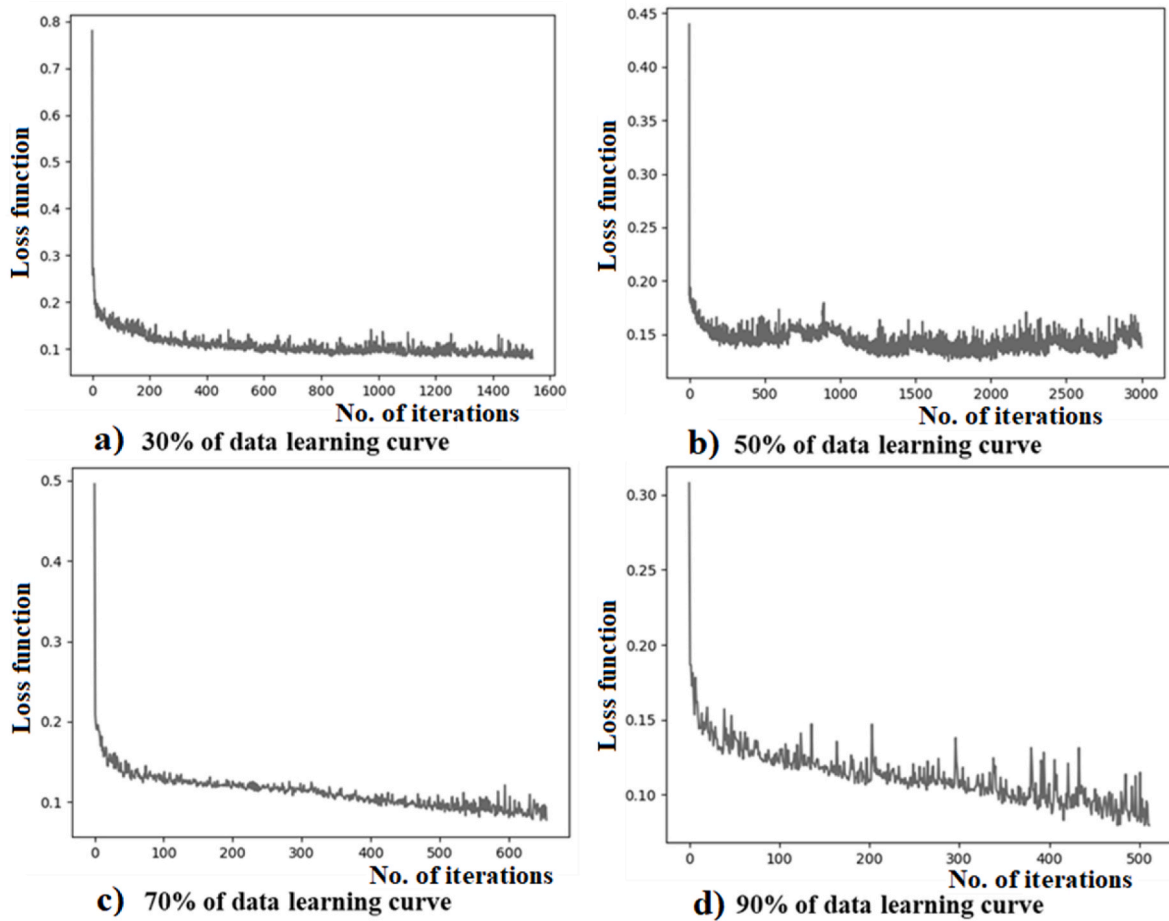 0.8
0.7
0.6
0.5
0.4
0.3
0.2
0.1
Loss function
0 200 400 600 800 1000 1200 1400 1600
No. of iterations
a) 30% of data learning curve
0.45
0.40
0.35
0.30
0.25
0.20
0.15
Loss function
0 500 1000 1500 2000 2500 3000
No. of iterations
b) 50% of data learning curve
0.5
0.4
0.3
0.2
0.1
Loss function
0 100 200 300 400 500 600
No. of iterations
c) 70% of data learning curve
0.30
0.25
0.20
0.15
0.10
Loss function
0 100 200 300 400 500
No. of iterations
d) 90% of data learning curve